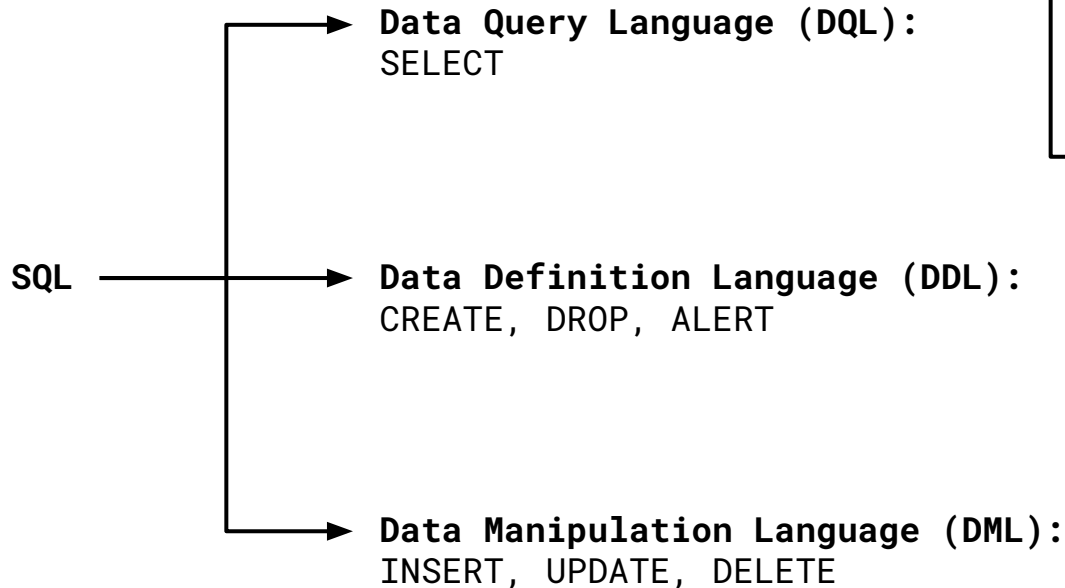 Data Query Language (DQL):
SELECT
SQL
Data Definition Language (DDL):
CREATE, DROP, ALERT
Data Manipulation Language (DML):
INSERT, UPDATE, DELETE